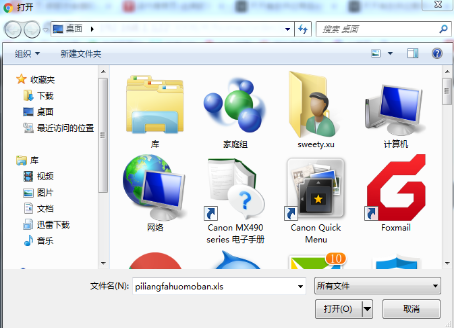 打开
桌面
搜索 桌面
组织
新建文件夹
收藏夹
下载
桌面
最近访问的位置
库
视频
图片
文档
迅雷下载
音乐
库
家庭组
sweety.xu
计算机
网络
Canon MX490
series 电子手册
Canon Quick
Menu
Foxmail
10
文件名(N):
piliangfahuomoban.xls
所有文件
打开(O)
取消